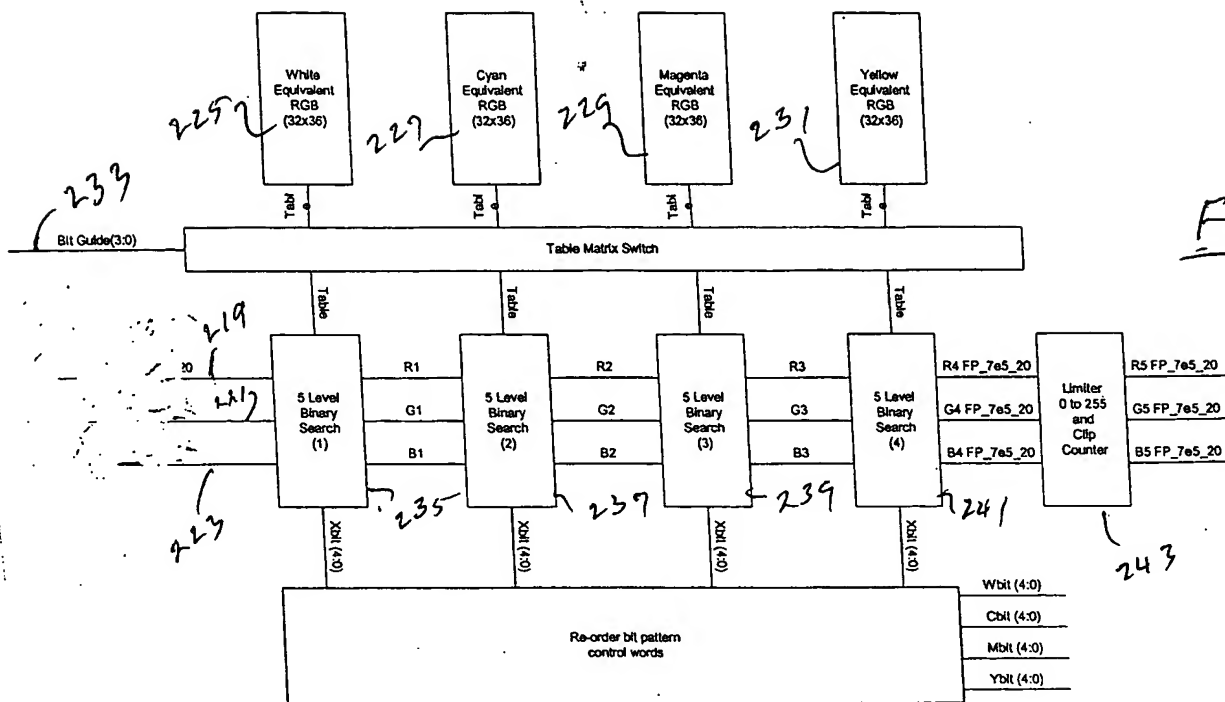 White
Equivalent
RGB
(32x36)
Cyan
Equivalent
RGB
(32x36)
Magenta
Equivalent
RGB
(32x36)
Yellow
Equivalent
RGB
(32x36)
225
227
229
231
233
Tabl
Tabl
Tabl
Tabl
Bit Guide(3:0)
Table Matrix Switch
F
Table
Table
Table
Table
219
20
221
223
5 Level
Binary
Search
(1)
R1
G1
B1
5 Level
Binary
Search
(2)
R2
G2
B2
5 Level
Binary
Search
(3)
R3
G3
B3
5 Level
Binary
Search
(4)
R4 FP_7e5_20
G4 FP_7e5_20
B4 FP_7e5_20
Limiter
0 to 255
and
Clip
Counter
R5 FP_7e5_20
G5 FP_7e5_20
B5 FP_7e5_20
235
237
239
241
243
Xbit (4:0)
Xbit (4:0)
Xbit (4:0)
Xbit (4:0)
Re-order bit pattern
control words
Wbit (4:0)
Cbit (4:0)
Mbit (4:0)
Ybit (4:0)